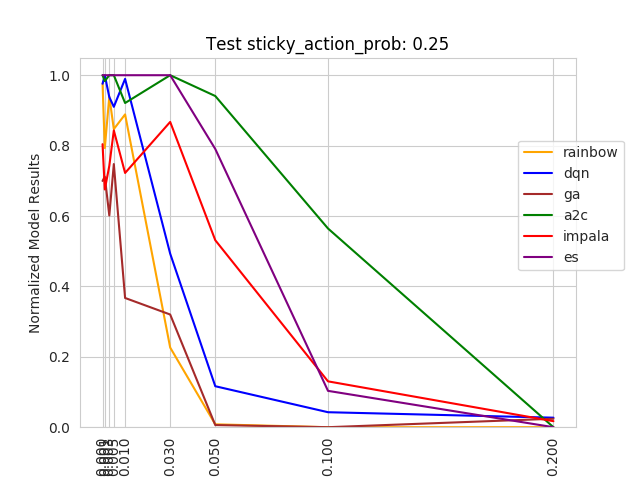 Test sticky_action_prob: 0.25
Normalized Model Results
1.0
0.8
0.6
0.4
0.2
0.0
rainbow
dqn
ga
a2c
impala
es
0.010
0.030
0.050
0.100
0.200